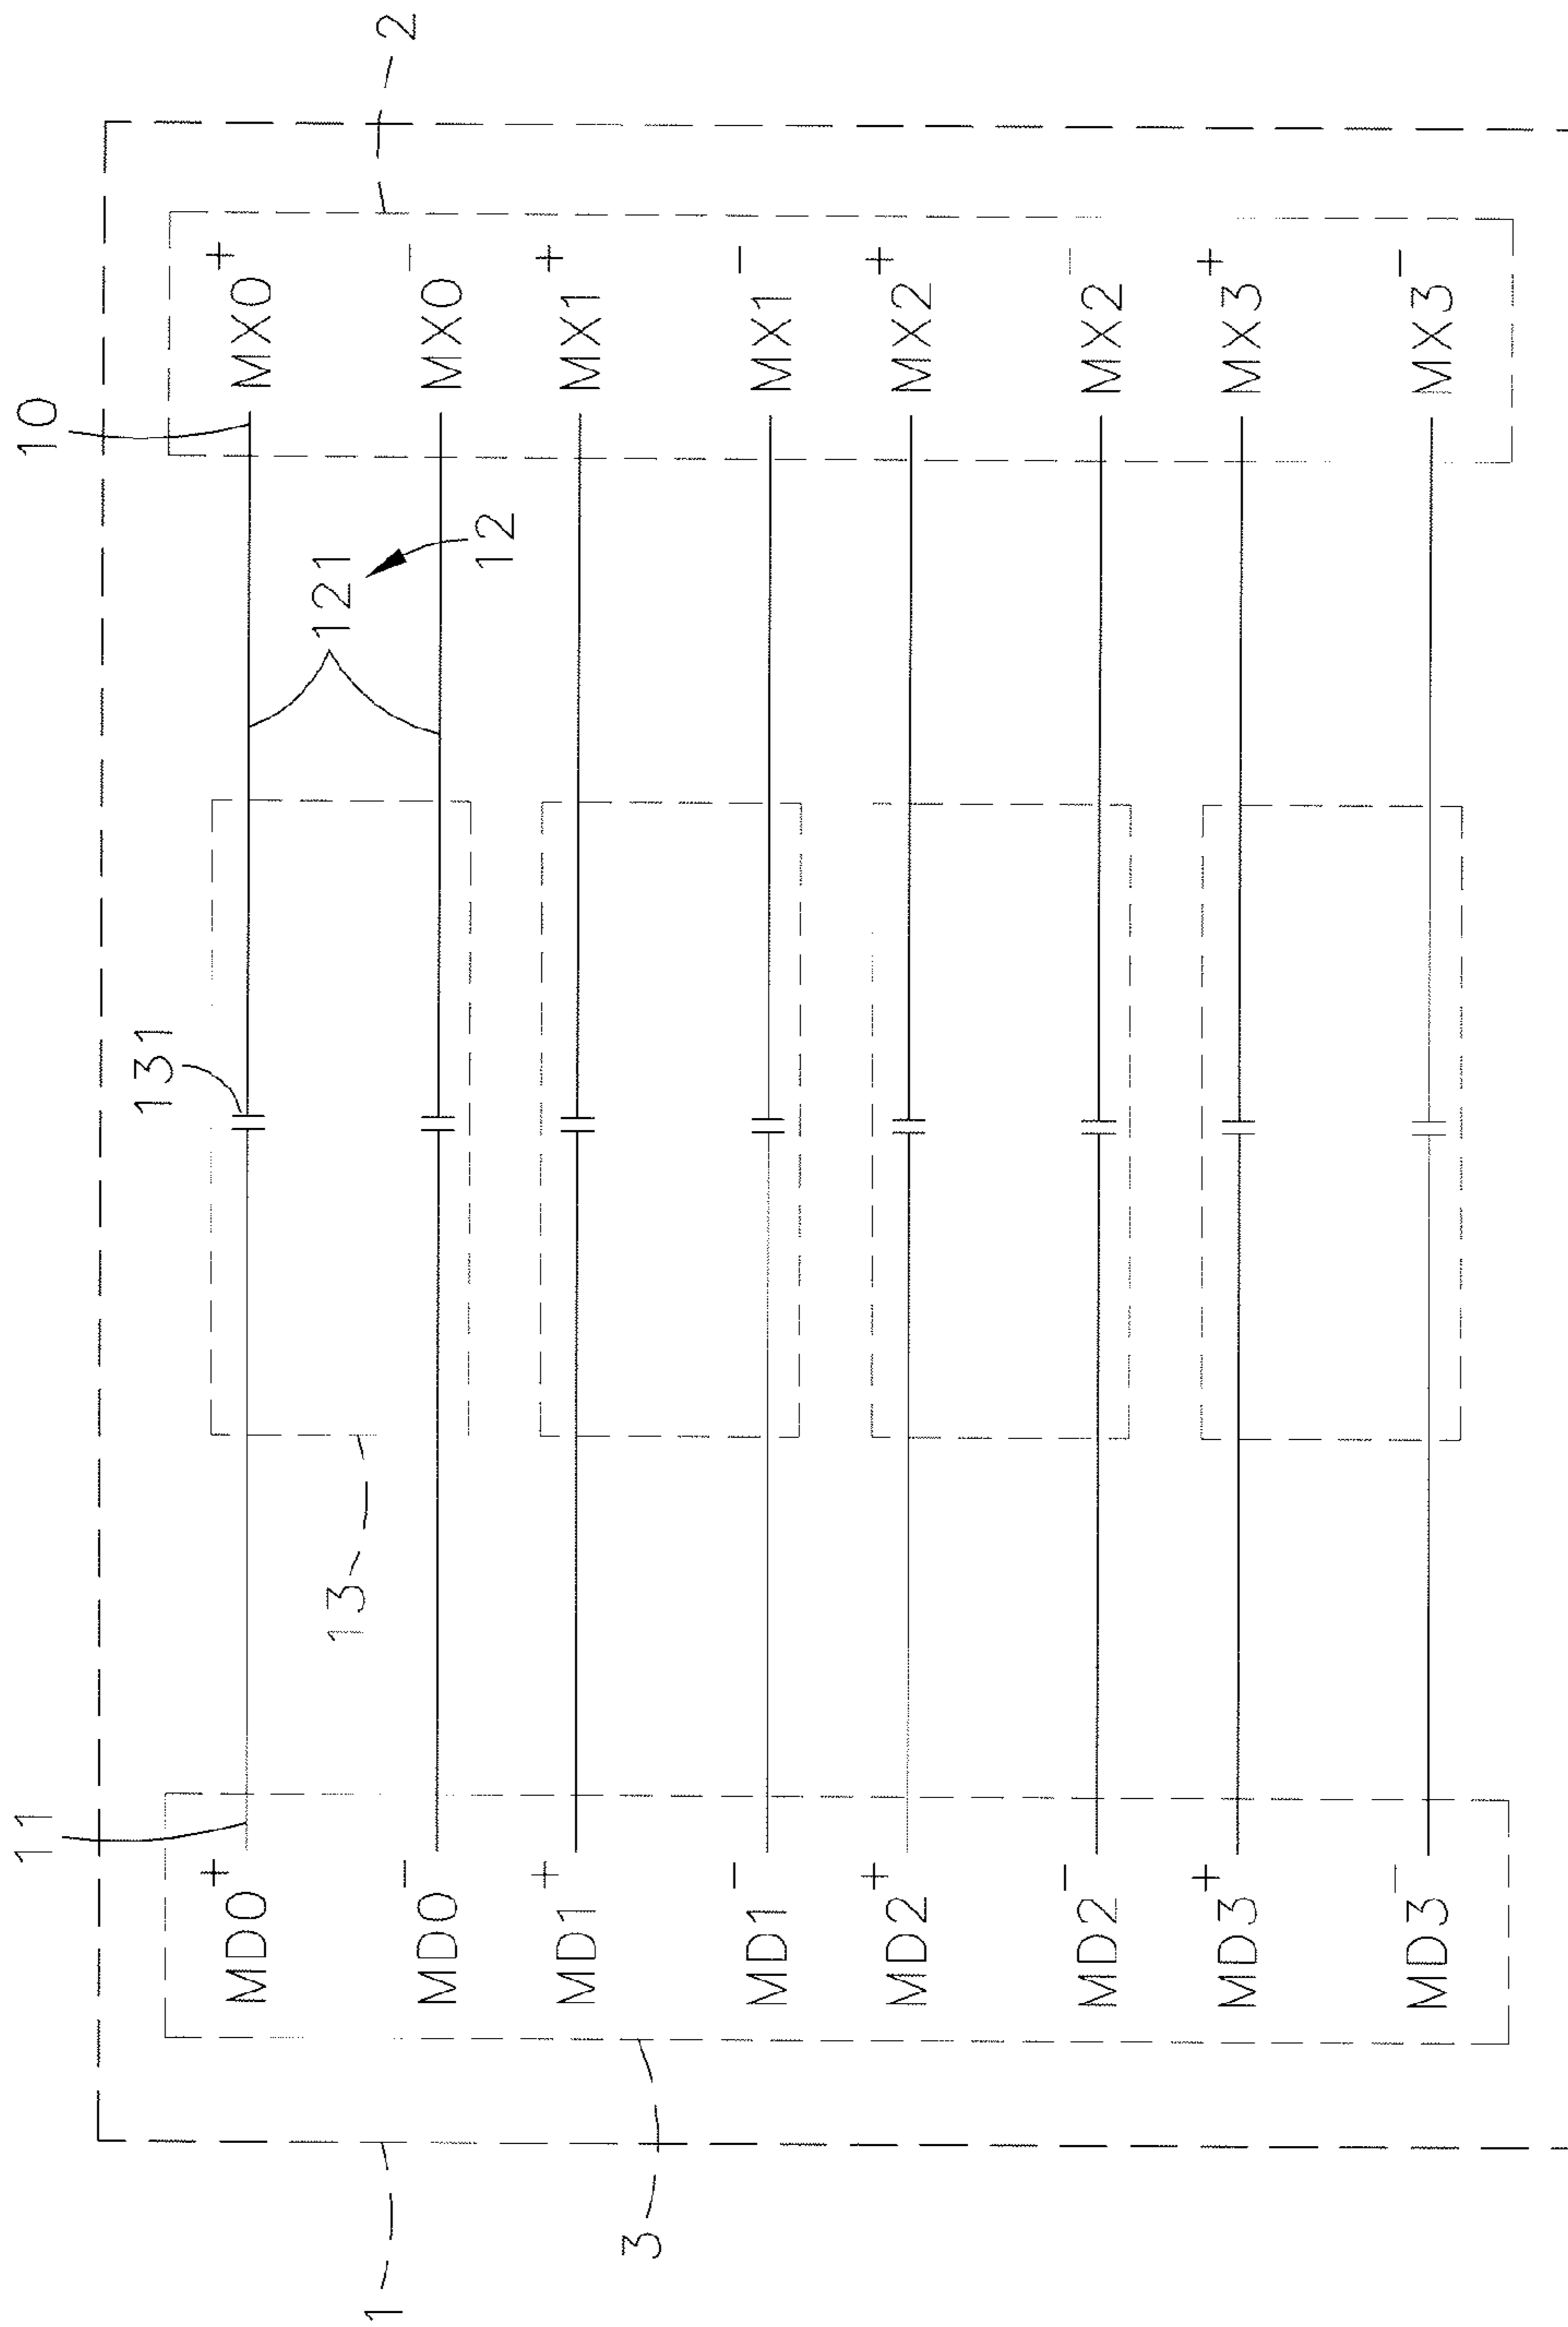 11 10
131
MD0+ MX0+
13 121
1 2
MD0− MX0−
12
MD1+ MX1+
3
MD1− MX1−
MD2+ MX2+
MD2− MX2−
MD3+ MX3+
MD3− MX3−